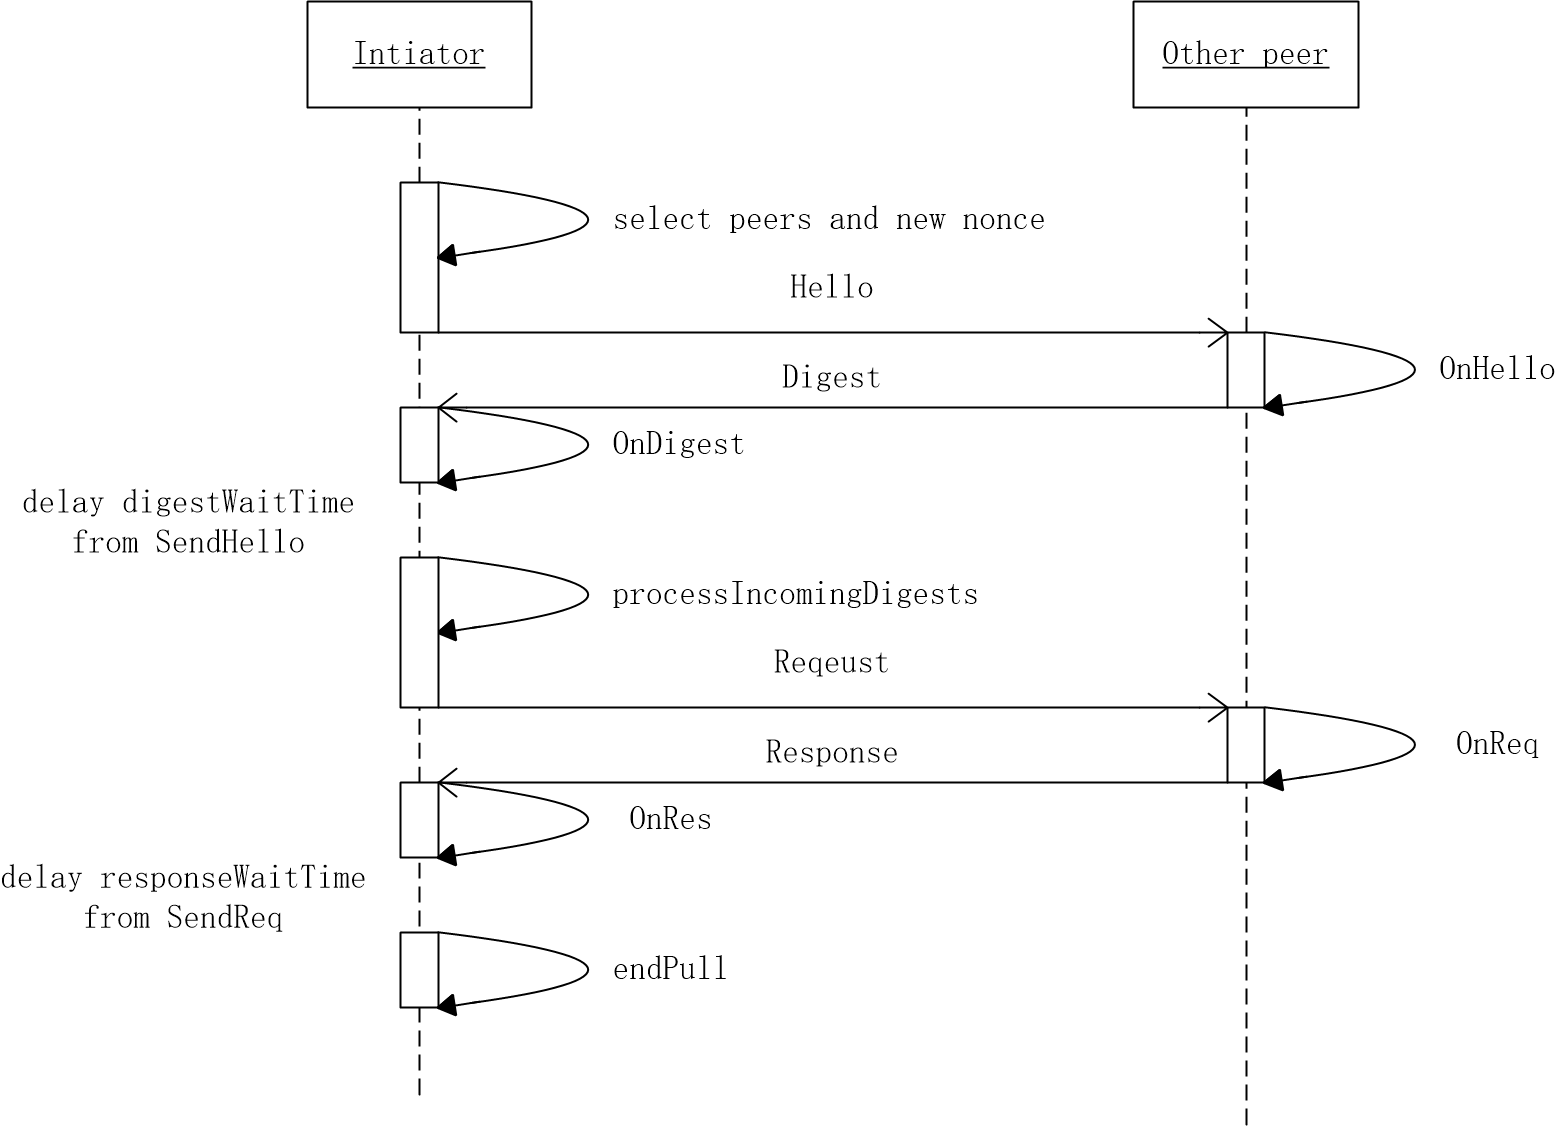 Intiator
Other peer
select peers and new nonce
Hello
OnHello
Digest
OnDigest
delay digestWaitTime
from SendHello
processIncomingDigests
Reqeust
OnReq
Response
OnRes
delay responseWaitTime
from SendReq
endPull